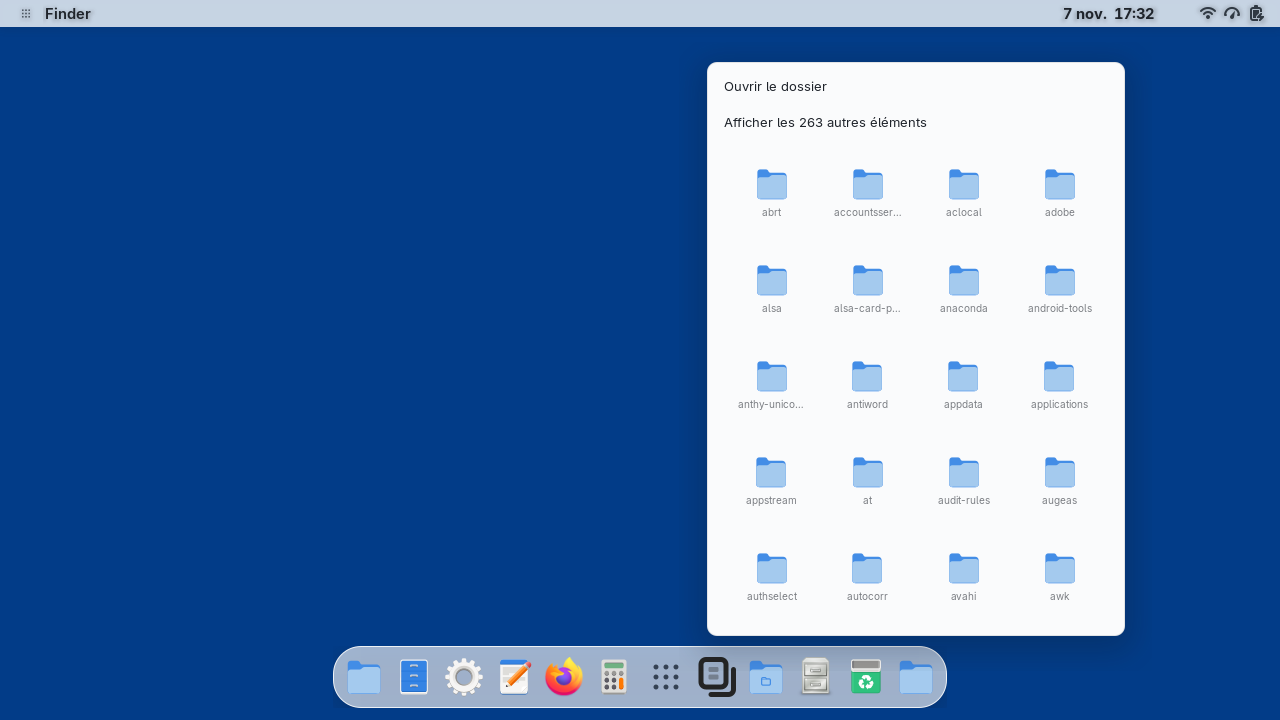 Finder
7 nov.  17:32
Ouvrir le dossier
Afficher les 263 autres éléments
abrt accountsser... aclocal adobe
alsa alsa-card-p... anaconda android-tools
anthy-unico... antiword appdata applications
appstream at audit-rules augeas
authselect autocorr avahi awk